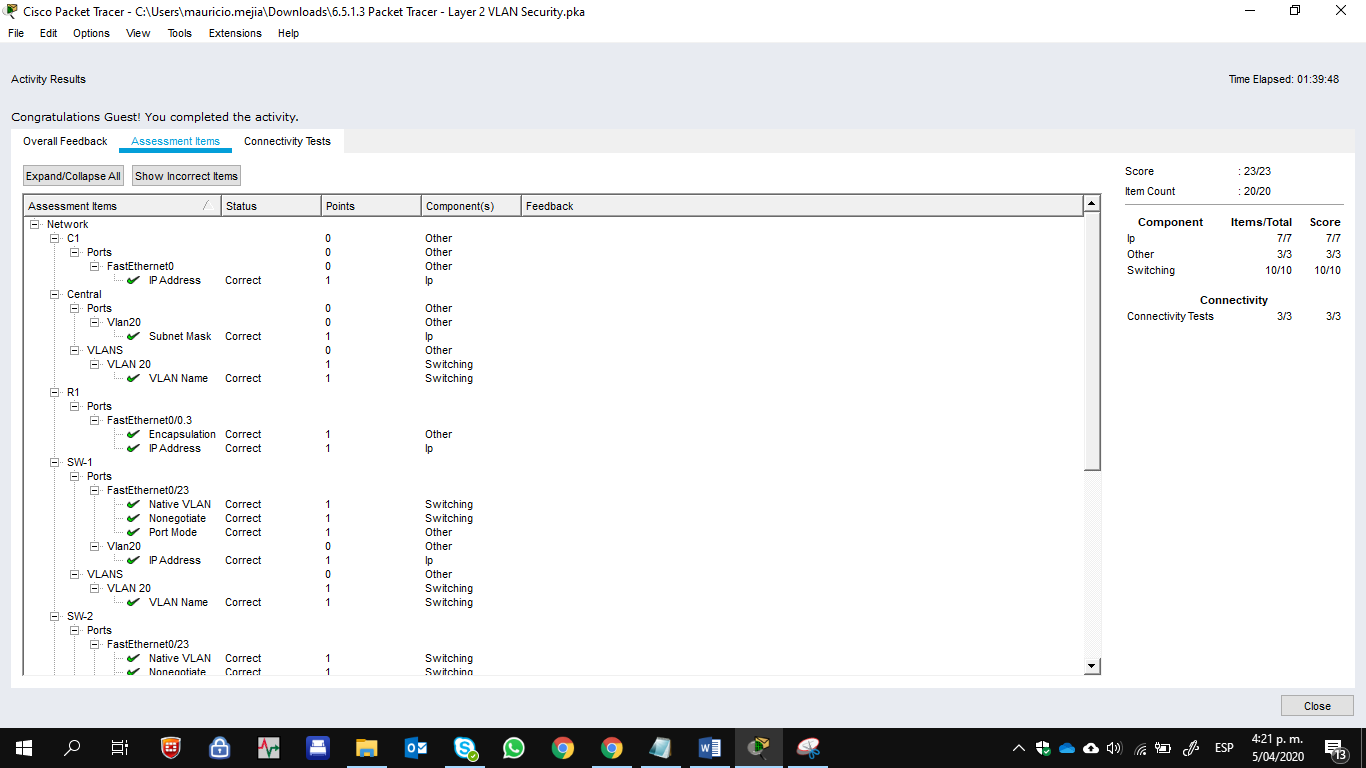 Cisco Packet Tracer - C:\Users\mauricio.mejia\Downloads\6.5.1.3 Packet Tracer - Layer 2 VLAN Security.pka
File Edit Options View Tools Extensions Help
Activity Results Time Elapsed: 01:39:48
Congratulations Guest! You completed the activity.
Overall Feedback Assessment Items Connectivity Tests
Expand/Collapse All Show Incorrect Items
Assessment Items Status Points Component(s) Feedback
Network
C1 0 Other
Ports 0 Other
FastEthernet0 0 Other
IP Address Correct 1 Ip
Central
Ports 0 Other
Vlan20 0 Other
Subnet Mask Correct 1 Ip
VLANS 0 Other
VLAN 20 1 Switching
VLAN Name Correct 1 Switching
R1
Ports
FastEthernet0/0.3
Encapsulation Correct 1 Other
IP Address Correct 1 Ip
SW-1
Ports
FastEthernet0/23
Native VLAN Correct 1 Switching
Nonegotiate Correct 1 Switching
Port Mode Correct 1 Other
Vlan20 0 Other
IP Address Correct 1 Ip
VLANS 0 Other
VLAN 20 1 Switching
VLAN Name Correct 1 Switching
SW-2
Ports
FastEthernet0/23
Native VLAN Correct 1 Switching
Nonegotiate Correct 1 Switching
Score : 23/23
Item Count : 20/20
Component Items/Total Score
Ip 7/7 7/7
Other 3/3 3/3
Switching 10/10 10/10
Connectivity
Connectivity Tests 3/3 3/3
Close
ESP
4:21 p. m.
5/04/2020
13